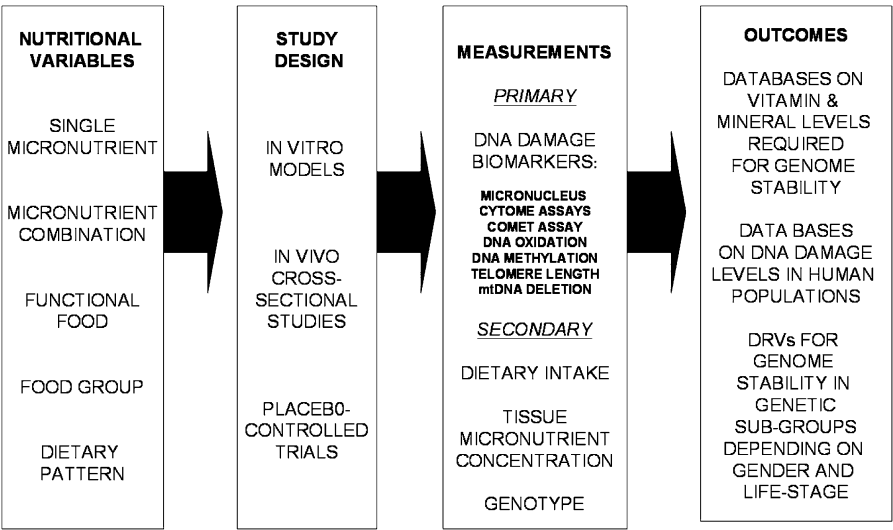 NUTRITIONAL
VARIABLES
SINGLE
MICRONUTRIENT
MICRONUTRIENT
COMBINATION
FUNCTIONAL
FOOD
FOOD GROUP
DIETARY
PATTERN
STUDY
DESIGN
IN VITRO
MODELS
IN VIVO
CROSS-
SECTIONAL
STUDIES
PLACEB0-
CONTROLLED
TRIALS
MEASUREMENTS
PRIMARY
DNA DAMAGE
BIOMARKERS:
MICRONUCLEUS
CYTOME ASSAYS
COMET ASSAY
DNA OXIDATION
DNA METHYLATION
TELOMERE LENGTH
mtDNA DELETION
SECONDARY
DIETARY INTAKE
TISSUE
MICRONUTRIENT
CONCENTRATION
GENOTYPE
OUTCOMES
DATABASES ON
VITAMIN &
MINERAL LEVELS
REQUIRED
FOR GENOME
STABILITY
DATA BASES
ON DNA DAMAGE
LEVELS IN HUMAN
POPULATIONS
DRVs FOR
GENOME
STABILITY IN
GENETIC
SUB-GROUPS
DEPENDING ON
GENDER AND
LIFE-STAGE